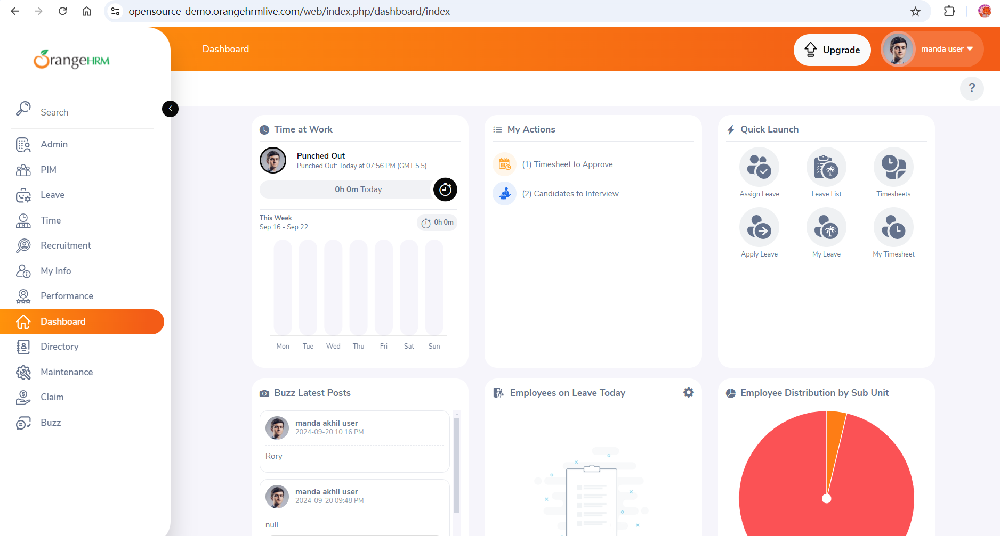 opensource-demo.orangehrmlive.com/web/index.php/dashboard/index
OrangeHRM
Dashboard
Upgrade
manda user
?
Search
Admin
PIM
Leave
Time
Recruitment
My Info
Performance
Dashboard
Directory
Maintenance
Claim
Buzz
Time at Work
Punched Out
Punched Out: Today at 07:56 PM (GMT 5.5)
0h 0m Today
This Week
Sep 16 - Sep 22
0h 0m
Mon Tue Wed Thu Fri Sat Sun
My Actions
(1) Timesheet to Approve
(2) Candidates to Interview
Quick Launch
Assign Leave Leave List Timesheets
Apply Leave My Leave My Timesheet
Buzz Latest Posts
manda akhil user
2024-09-20 10:16 PM
Rory
manda akhil user
2024-09-20 09:48 PM
null
Employees on Leave Today
Employee Distribution by Sub Unit